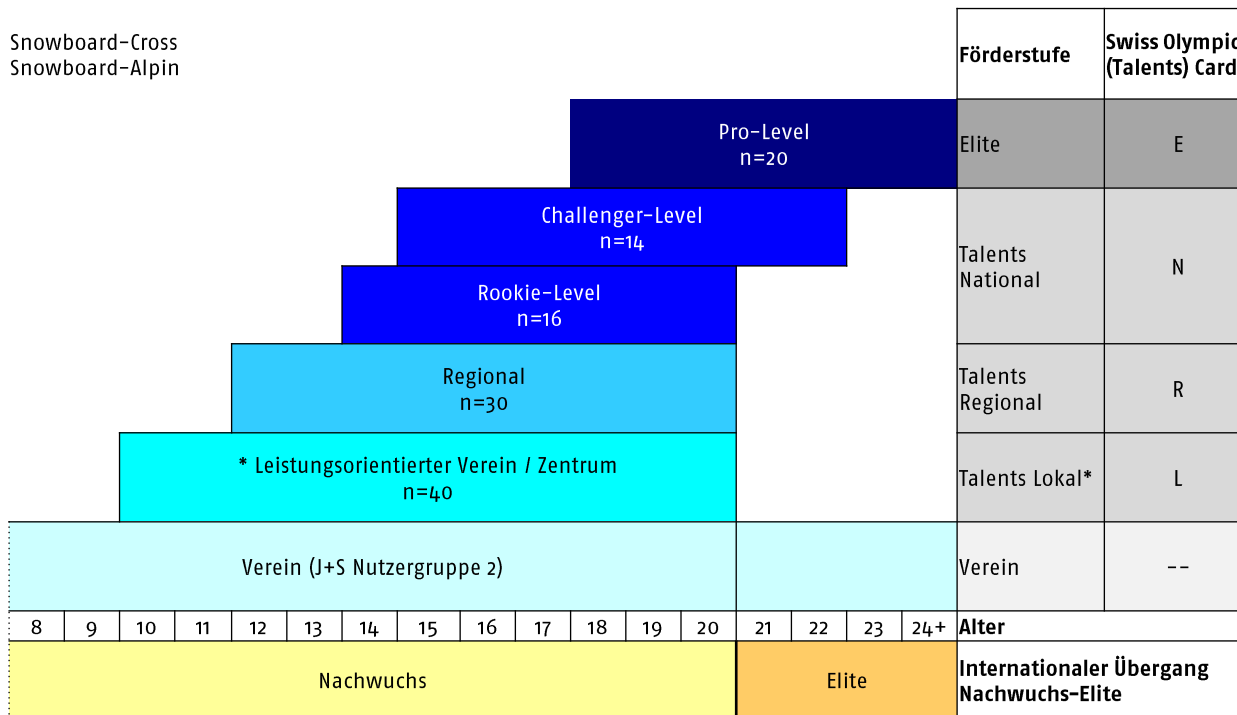 Snowboard-Cross
Snowboard-Alpin
Förderstufe
Swiss Olympic
(Talents) Card
Pro-Level
n=20
Elite
E
Challenger-Level
n=14
Rookie-Level
n=16
Talents
National
N
Regional
n=30
Talents
Regional
R
* Leistungsorientierter Verein / Zentrum
n=40
Talents Lokal*
L
Verein (J+S Nutzergruppe 2)
Verein
--
8 9 10 11 12 13 14 15 16 17 18 19 20 21 22 23 24+ Alter
Nachwuchs
Elite
Internationaler Übergang
Nachwuchs-Elite